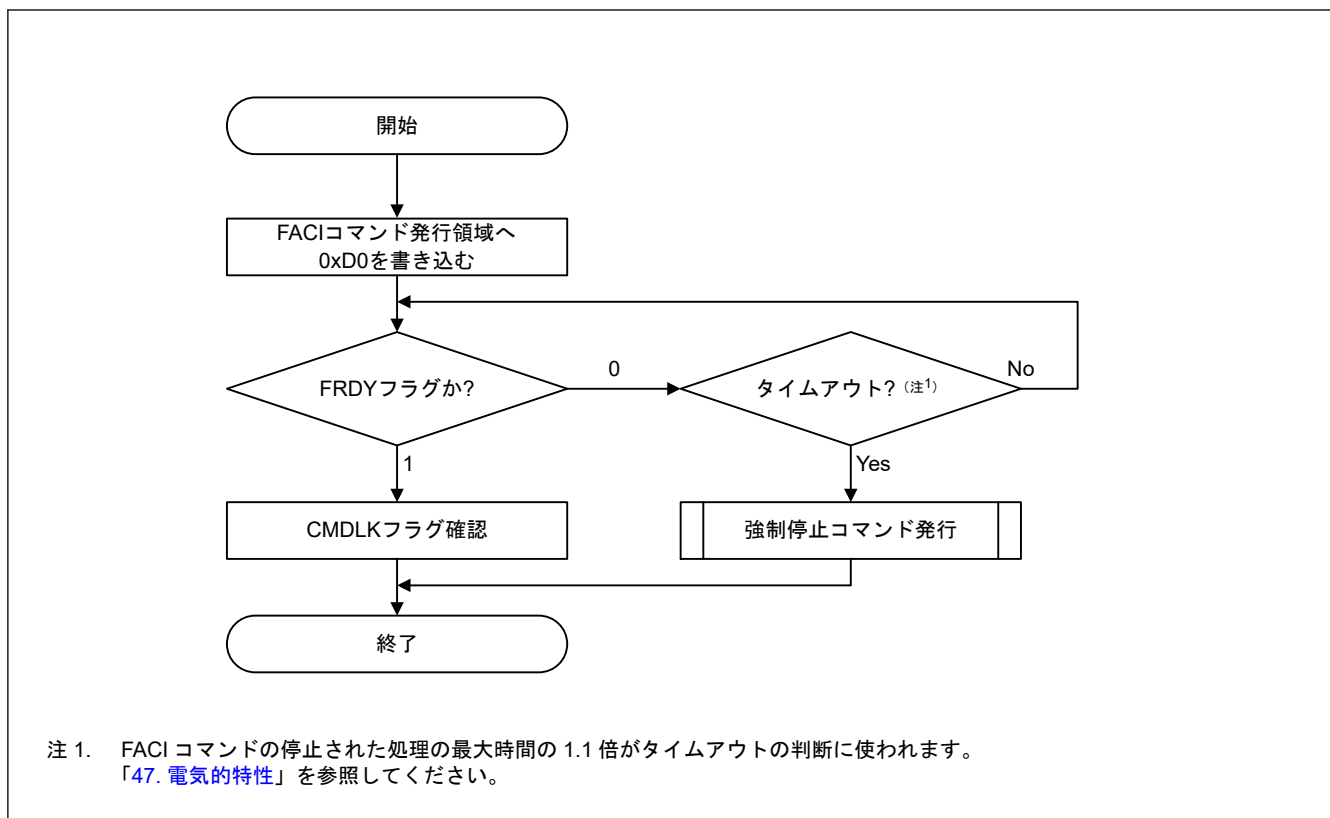 開始
FACIコマンド発行領域へ
0xD0を書き込む
FRDYフラグか?
0
タイムアウト? (注1)
No
1
Yes
CMDLKフラグ確認
強制停止コマンド発行
終了
注 1. FACI コマンドの停止された処理の最大時間の 1.1 倍がタイムアウトの判断に使われます。
「47. 電気的特性」を参照してください。